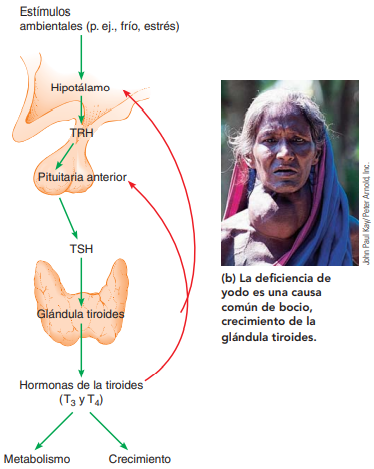 Estímulos
ambientales (p. ej., frío, estrés)
Hipotálamo
TRH
Pituitaria anterior
TSH
Glándula tiroides
Hormonas de la tiroides
(T3 y T4)
Metabolismo Crecimiento
John Paul Kay/Peter Arnold, Inc.
(b) La deficiencia de
yodo es una causa
común de bocio,
crecimiento de la
glándula tiroides.